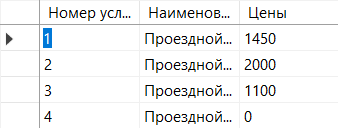 Номер усл... Наименов... Цены
1 Проездной... 1450
2 Проездной... 2000
3 Проездной... 1100
4 Проездной... 0